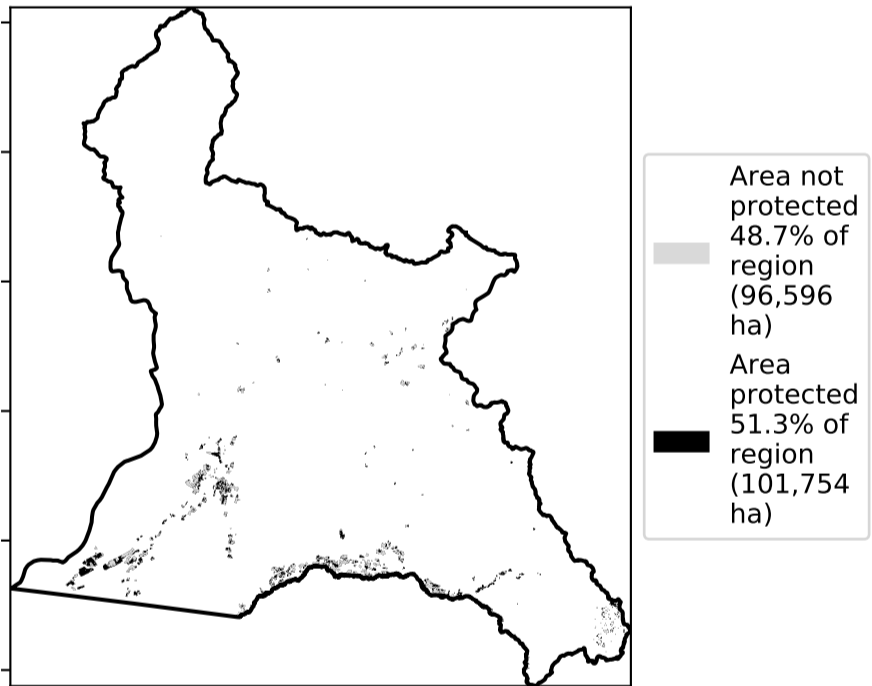 Area not
protected
48.7% of
region
(96,596
ha)
Area
protected
51.3% of
region
(101,754
ha)